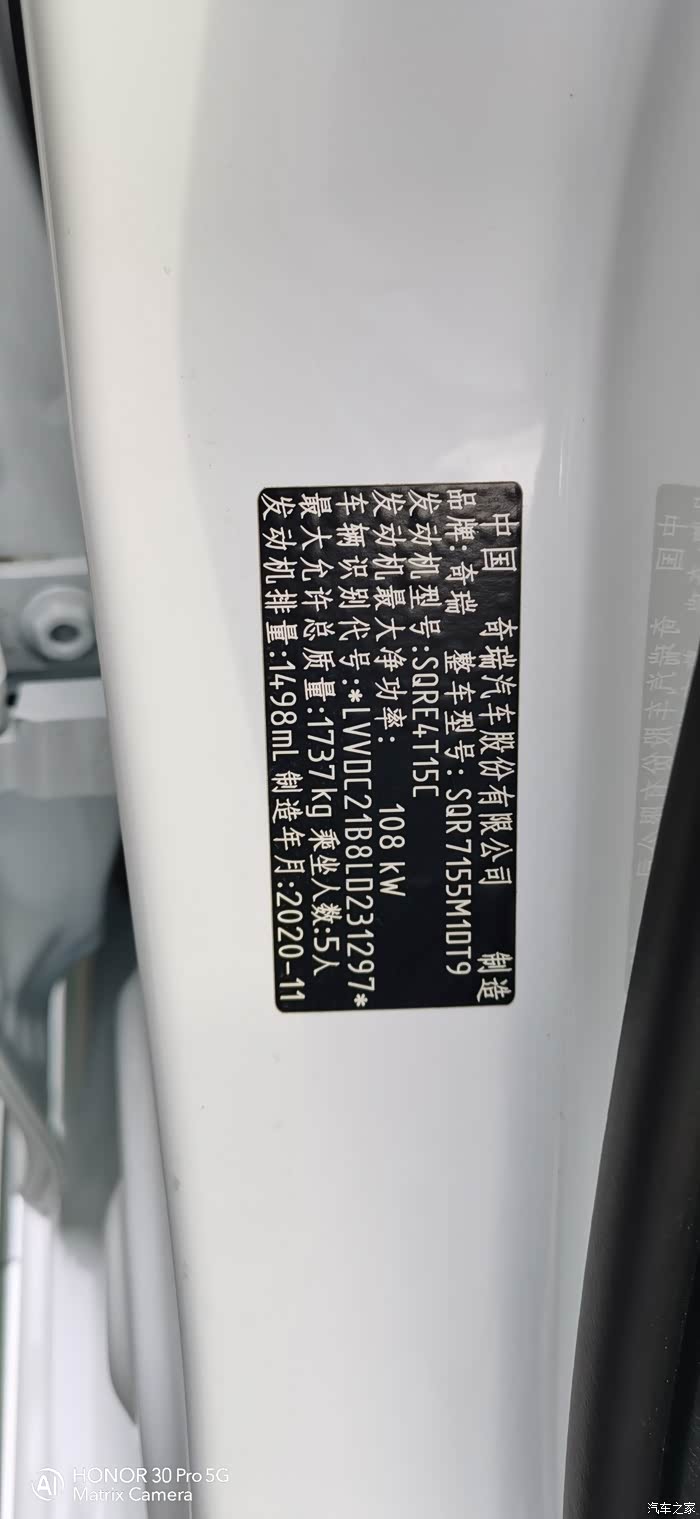 中国 奇瑞汽车股份有限公司 制造
品牌:奇瑞 整车型号:SQR7155M1DT9
发动机型号:SQRE4T15C
发动机最大净功率: 108 kW
车辆识别代号:*LVVDC21B8LD231297*
最大允许总质量:1737kg 乘坐人数:5人
发动机排量:1498mL 制造年月:2020-11
HONOR 30 Pro 5G
Matrix Camera
汽车之家